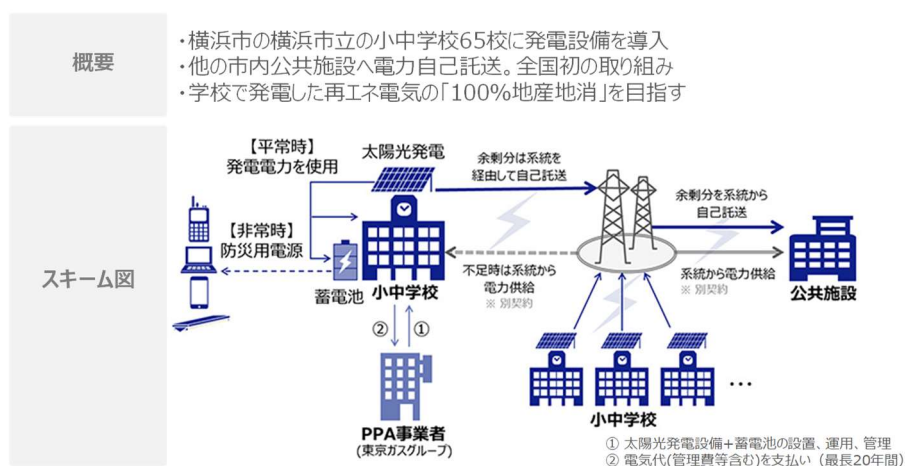 概要
・横浜市の横浜市立の小中学校65校に発電設備を導入
・他の市内公共施設へ電力自己託送。全国初の取り組み
・学校で発電した再エネ電気の「100%地産地消」を目指す
スキーム図
【平常時】
発電電力を使用
太陽光発電
余剰分は系統を
経由して自己託送
余剰分を系統から
自己託送
【非常時】
防災用電源
蓄電池
小中学校
不足時は系統から
電力供給
※ 別契約
系統から電力供給
※ 別契約
公共施設
②
①
PPA事業者
(東京ガスグループ)
小中学校
…
① 太陽光発電設備+蓄電池の設置、運用、管理
② 電気代(管理費等含む)を支払い（最長20年間）